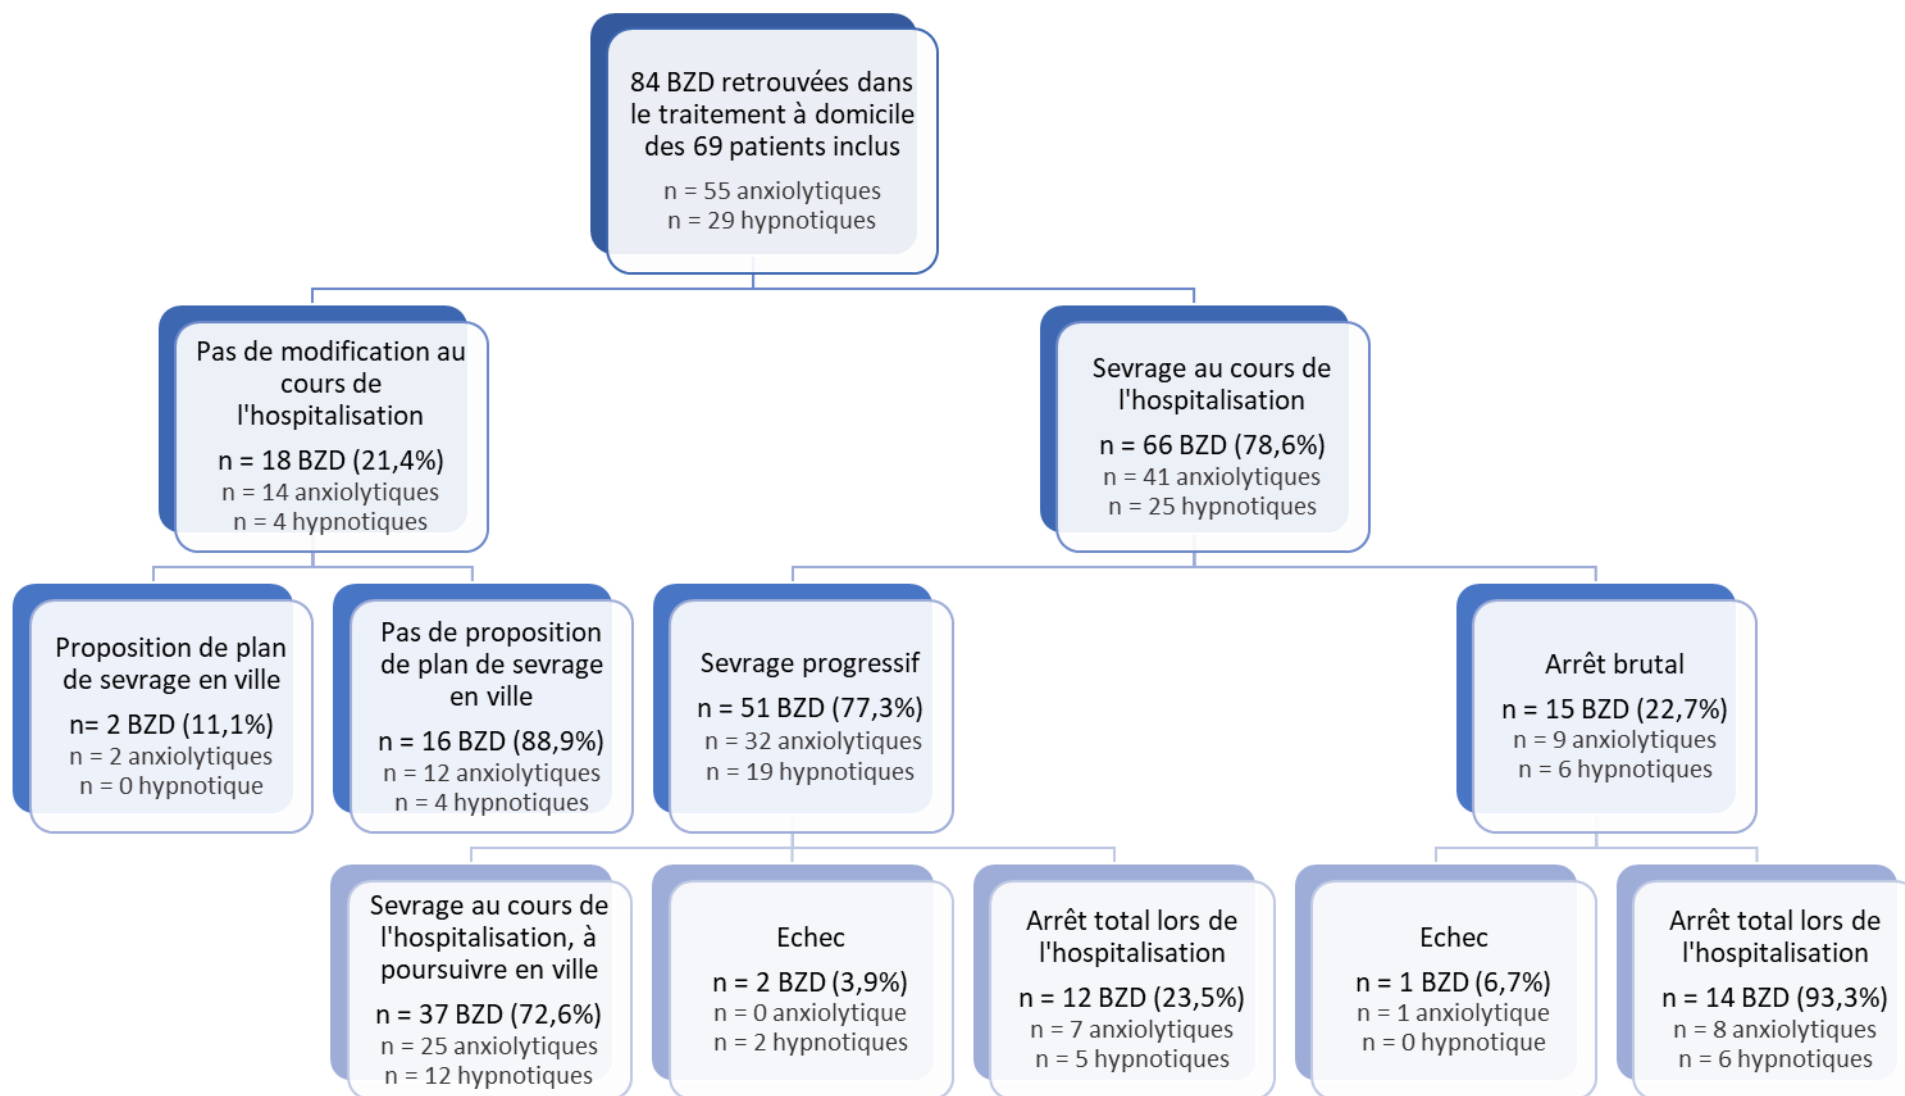 84 BZD retrouvées dans
le traitement à domicile
des 69 patients inclus
n = 55 anxiolytiques
n = 29 hypnotiques
Pas de modification au
cours de
l'hospitalisation
n = 18 BZD (21,4%)
n = 14 anxiolytiques
n = 4 hypnotiques
Sevrage au cours de
l'hospitalisation
n = 66 BZD (78,6%)
n = 41 anxiolytiques
n = 25 hypnotiques
Proposition de plan
de sevrage en ville
n= 2 BZD (11,1%)
n = 2 anxiolytiques
n = 0 hypnotique
Pas de proposition
de plan de sevrage
en ville
n = 16 BZD (88,9%)
n = 12 anxiolytiques
n = 4 hypnotiques
Sevrage progressif
n = 51 BZD (77,3%)
n = 32 anxiolytiques
n = 19 hypnotiques
Arrêt brutal
n = 15 BZD (22,7%)
n = 9 anxiolytiques
n = 6 hypnotiques
Sevrage au cours de
l'hospitalisation, à
poursuivre en ville
n = 37 BZD (72,6%)
n = 25 anxiolytiques
n = 12 hypnotiques
Echec
n = 2 BZD (3,9%)
n = 0 anxiolytique
n = 2 hypnotiques
Arrêt total lors de
l'hospitalisation
n = 12 BZD (23,5%)
n = 7 anxiolytiques
n = 5 hypnotiques
Echec
n = 1 BZD (6,7%)
n = 1 anxiolytique
n = 0 hypnotique
Arrêt total lors de
l'hospitalisation
n = 14 BZD (93,3%)
n = 8 anxiolytiques
n = 6 hypnotiques